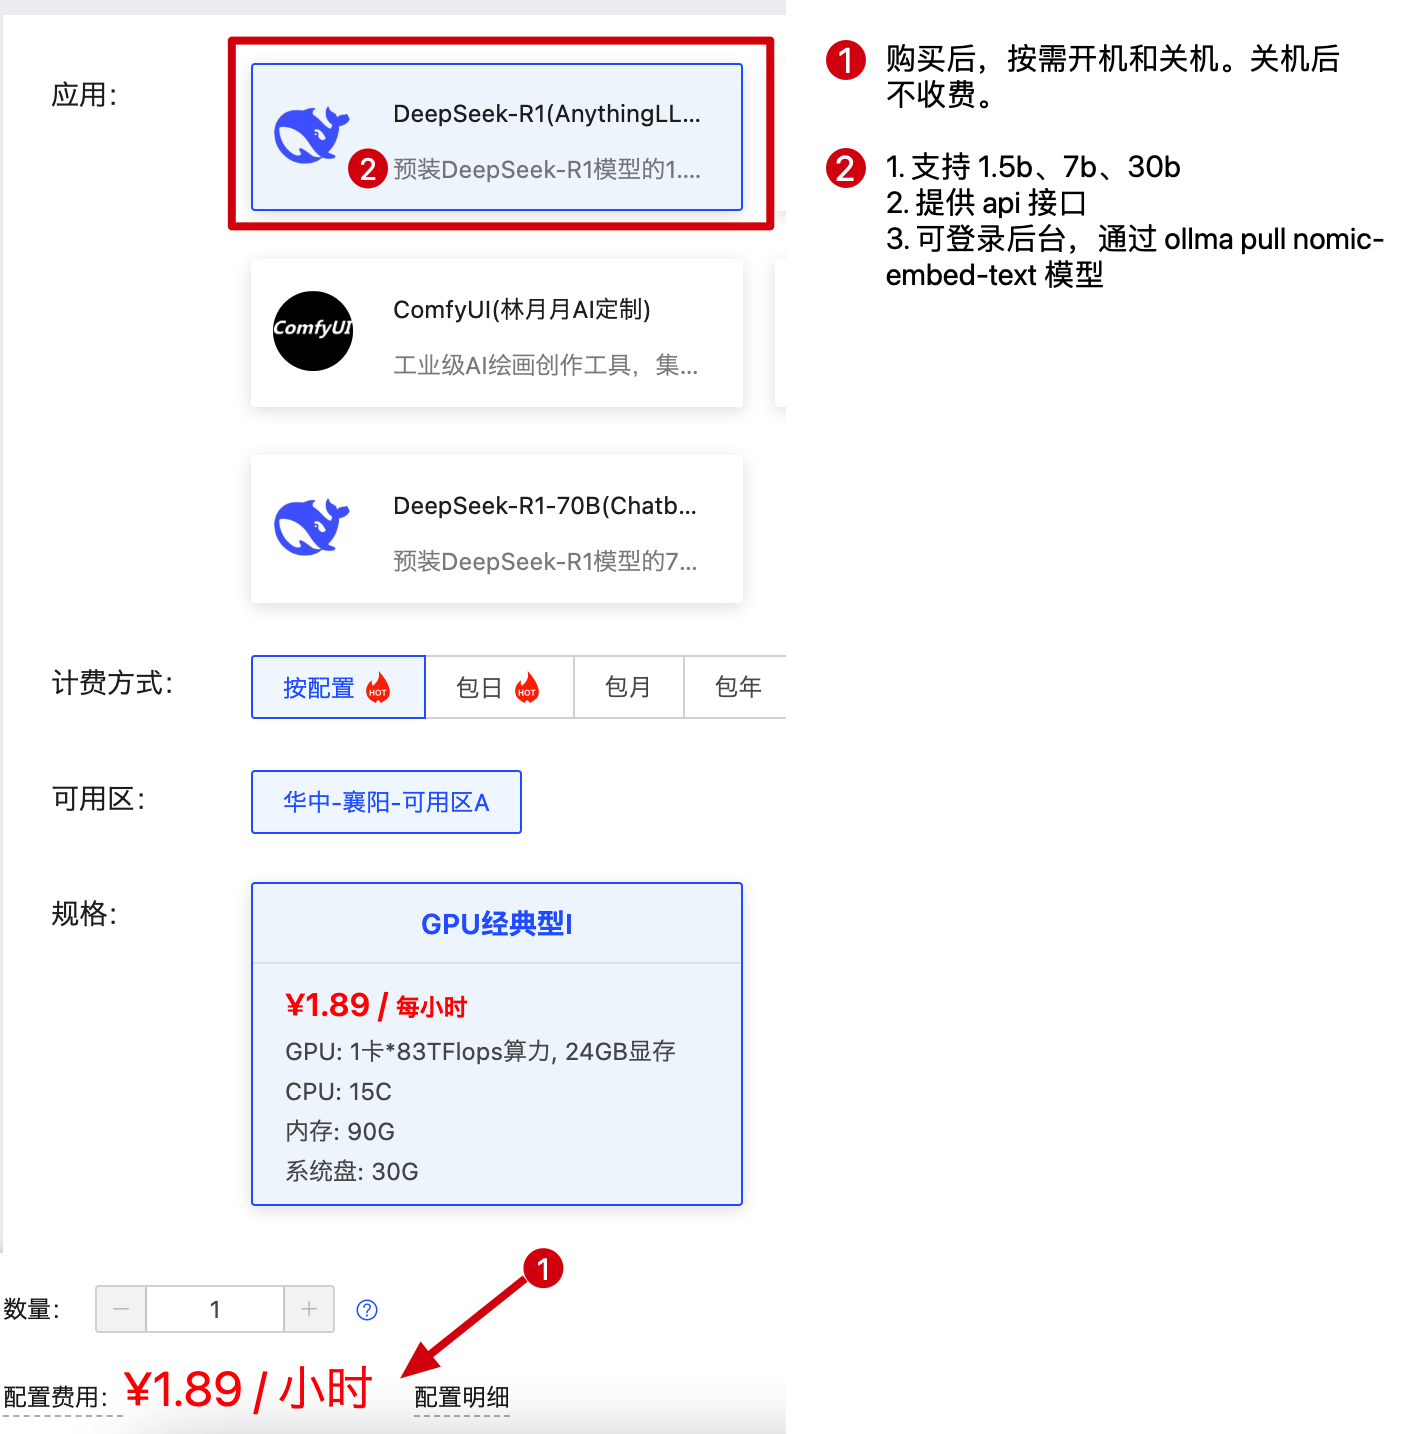 应用：
DeepSeek-R1(AnythingLL...
2 预装DeepSeek-R1模型的1....
ComfyUI
ComfyUI(林月月AI定制)
工业级AI绘画创作工具，集...
DeepSeek-R1-70B(Chatb...
预装DeepSeek-R1模型的7...
计费方式：
按配置 HOT 包日 HOT 包月 包年
可用区：
华中-襄阳-可用区A
规格：
GPU经典型I
¥1.89 / 每小时
GPU: 1卡*83TFlops算力, 24GB显存
CPU: 15C
内存: 90G
系统盘: 30G
1
数量： － 1 ＋ ?
配置费用： ¥1.89 / 小时 配置明细
1 购买后，按需开机和关机。关机后
不收费。
2 1. 支持 1.5b、7b、30b
2. 提供 api 接口
3. 可登录后台，通过 ollma pull nomic-
embed-text 模型